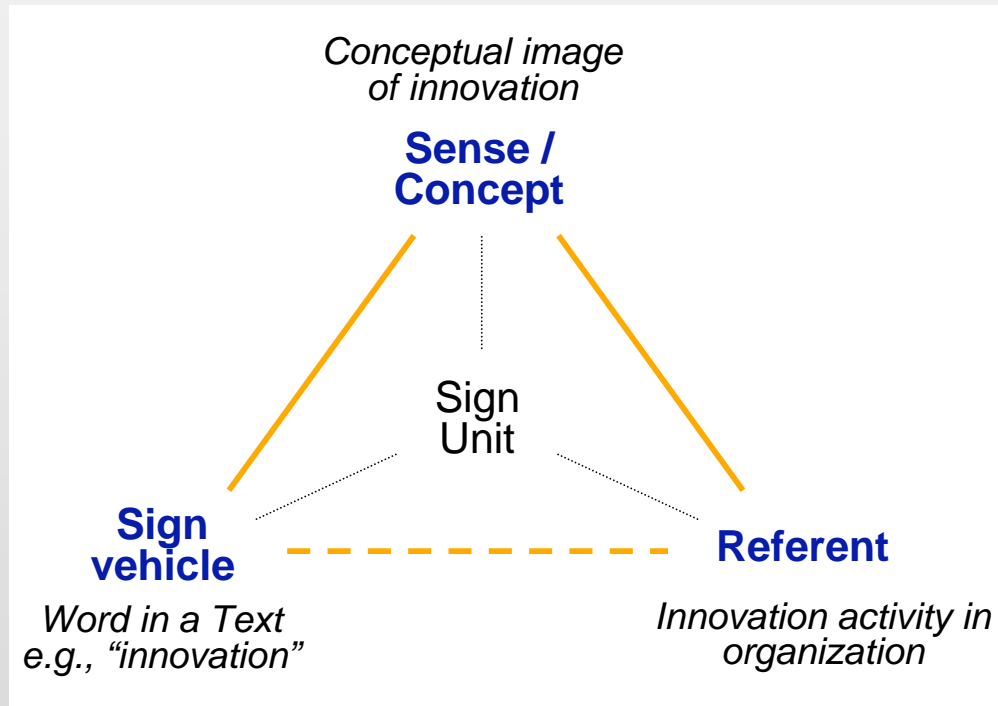 Conceptual image
of innovation
Sense /
Concept
Sign
Unit
Sign
vehicle
Referent
Word in a Text
e.g., “innovation”
Innovation activity in
organization